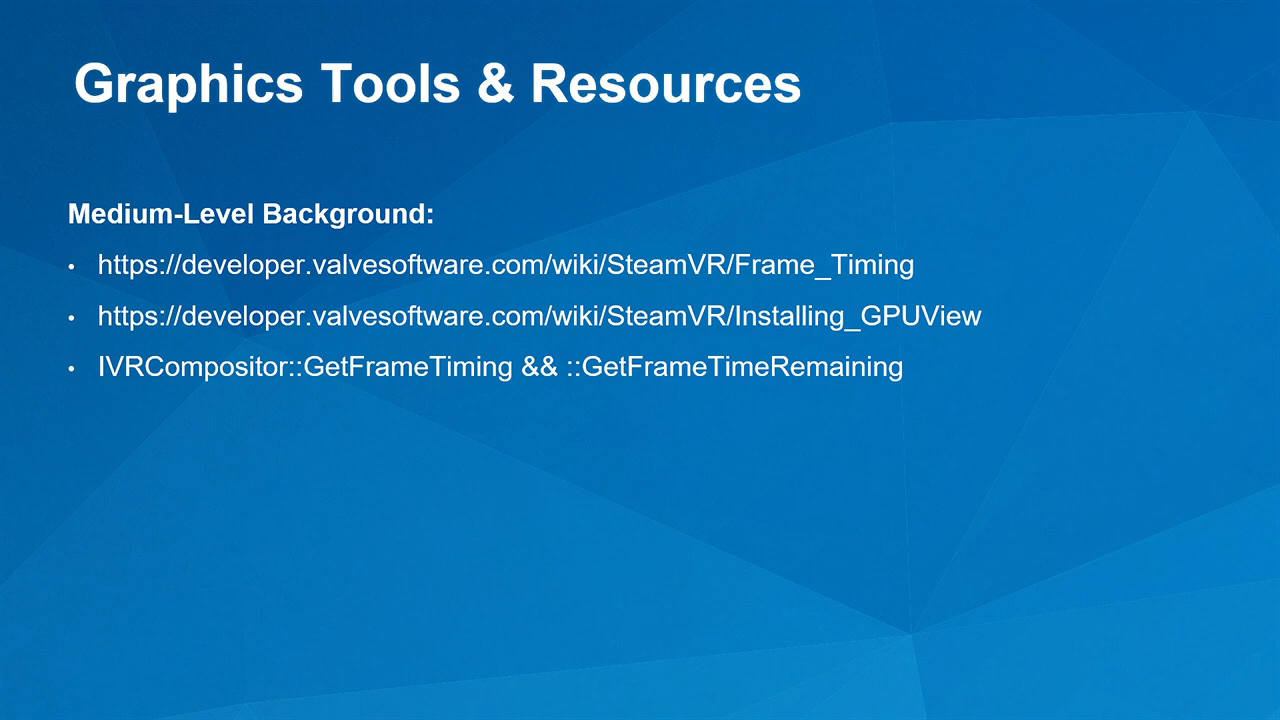 Graphics Tools & Resources
Medium-Level Background:
• https://developer.valvesoftware.com/wiki/SteamVR/Frame_Timing
• https://developer.valvesoftware.com/wiki/SteamVR/Installing_GPUView
• IVRCompositor::GetFrameTiming && ::GetFrameTimeRemaining